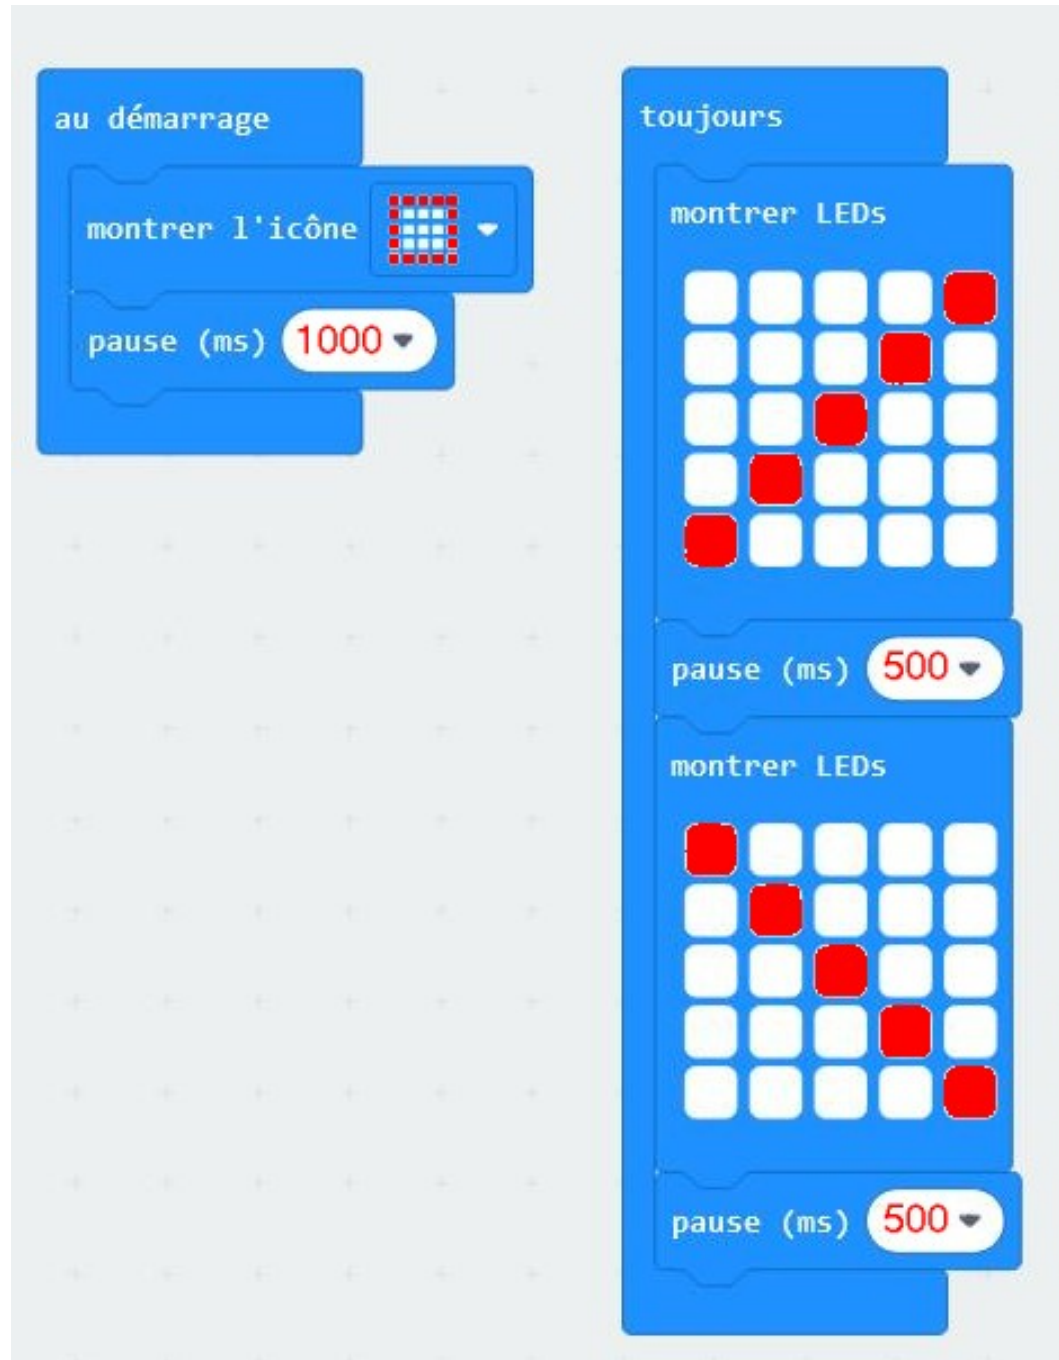 au démarrage
montrer l'icône
pause (ms) 1000
toujours
montrer LEDs
pause (ms) 500
montrer LEDs
pause (ms) 500